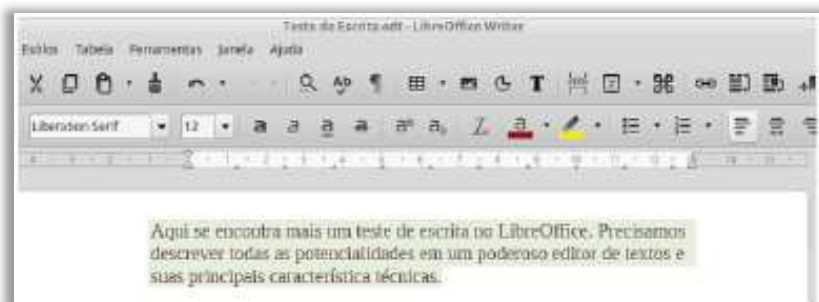 Teste de Escrita.odt - LibreOffice Writer
Estilos Tabela Ferramentas Janela Ajuda
Liberation Serif 12
Aqui se encontra mais um teste de escrita no LibreOffice. Precisamos
descrever todas as potencialidades em um poderoso editor de textos e
suas principais característica técnicas.